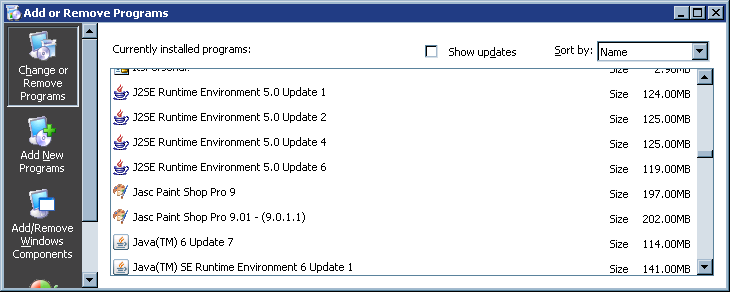 Add or Remove Programs
Change or
Remove
Programs
Add New
Programs
Add/Remove
Windows
Components
Currently installed programs:
Show updates
Sort by: Name
Size 2.98MB
J2SE Runtime Environment 5.0 Update 1 Size 124.00MB
J2SE Runtime Environment 5.0 Update 2 Size 125.00MB
J2SE Runtime Environment 5.0 Update 4 Size 125.00MB
J2SE Runtime Environment 5.0 Update 6 Size 119.00MB
Jasc Paint Shop Pro 9 Size 197.00MB
Jasc Paint Shop Pro 9.01 - (9.0.1.1) Size 202.00MB
Java(TM) 6 Update 7 Size 114.00MB
Java(TM) SE Runtime Environment 6 Update 1 Size 141.00MB